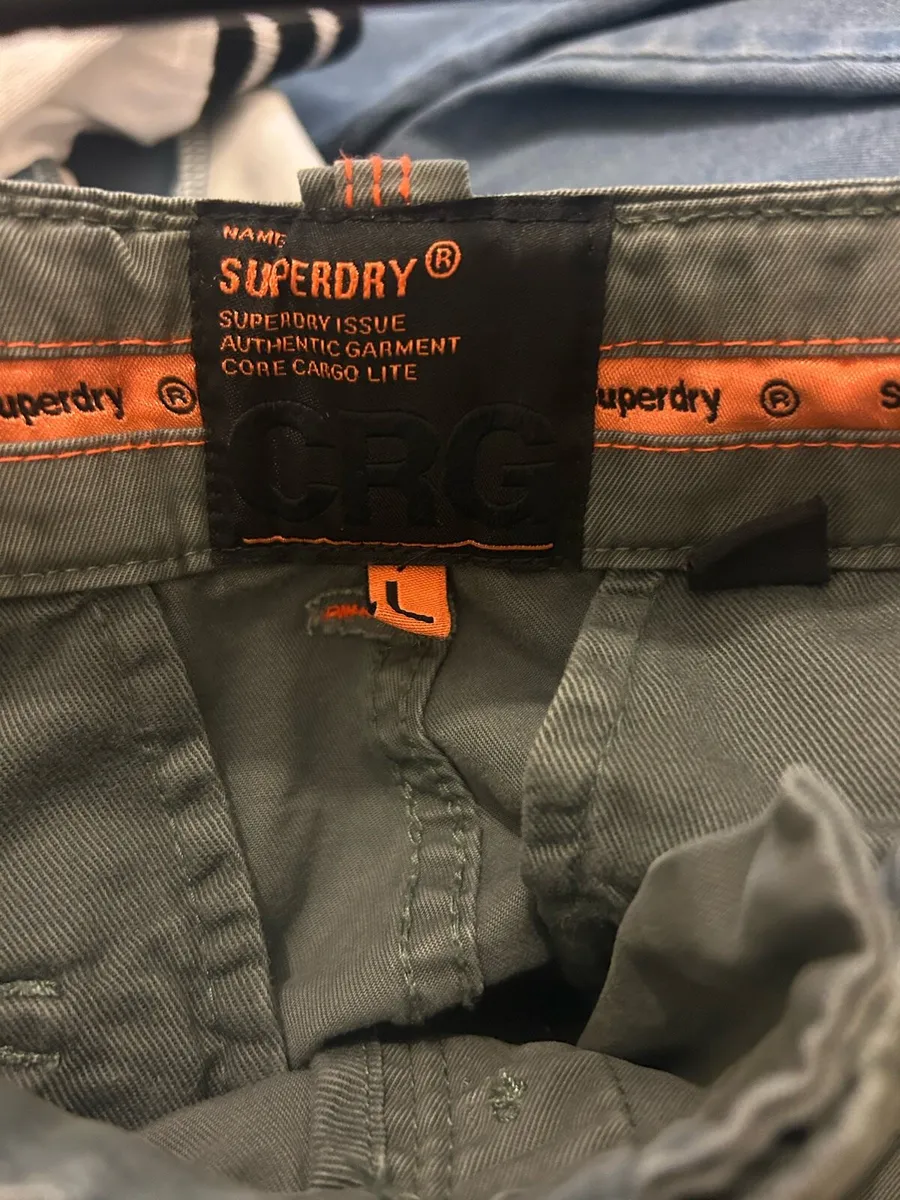 NAME
SUPERDRY®
SUPERDRY ISSUE
AUTHENTIC GARMENT
CORE CARGO LITE
uperdry ®
uperdry ® S
CRG
L